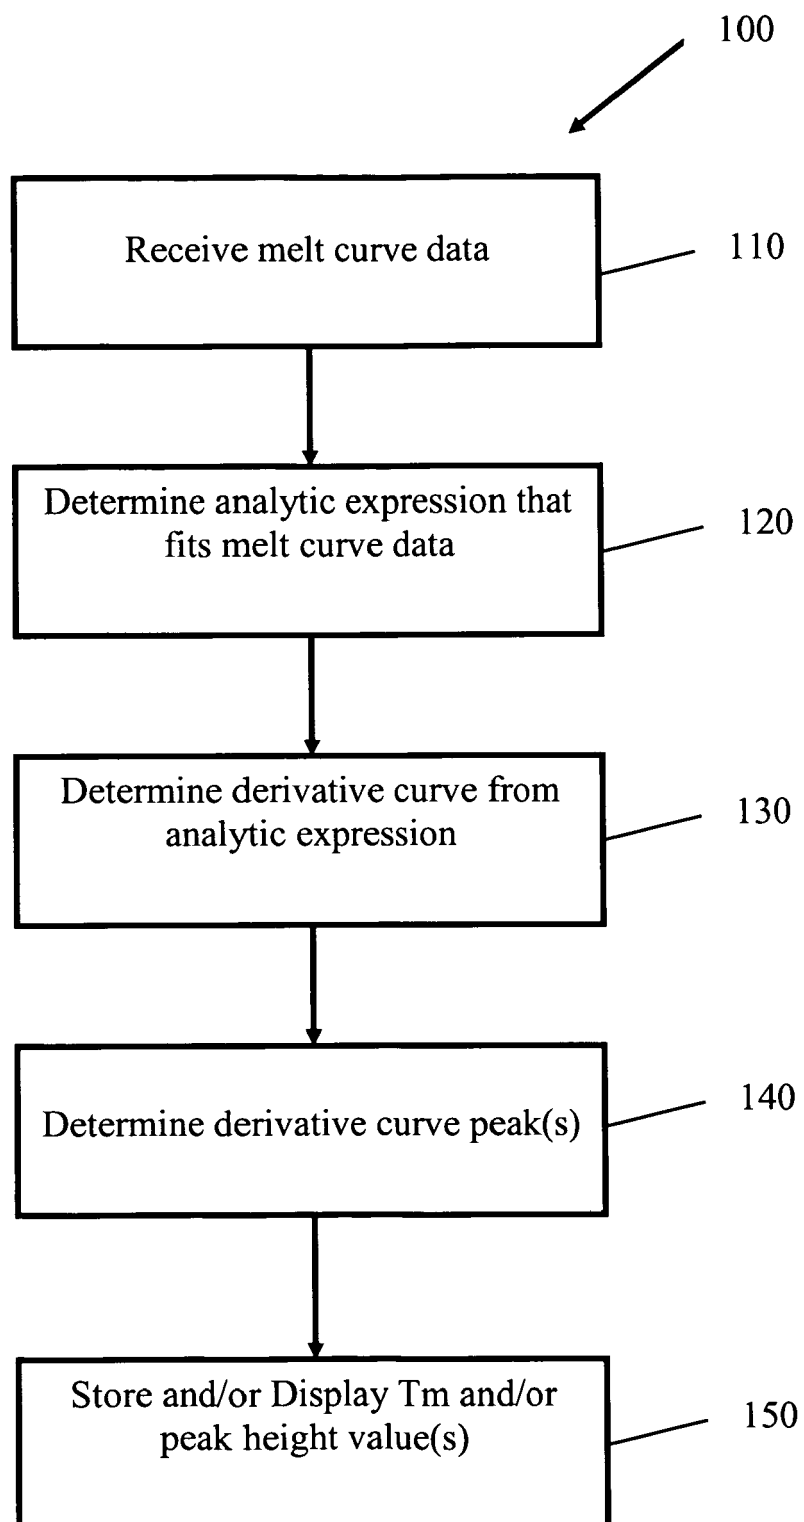 100
Receive melt curve data
110
Determine analytic expression that
fits melt curve data
120
Determine derivative curve from
analytic expression
130
Determine derivative curve peak(s)
140
Store and/or Display Tm and/or
peak height value(s)
150